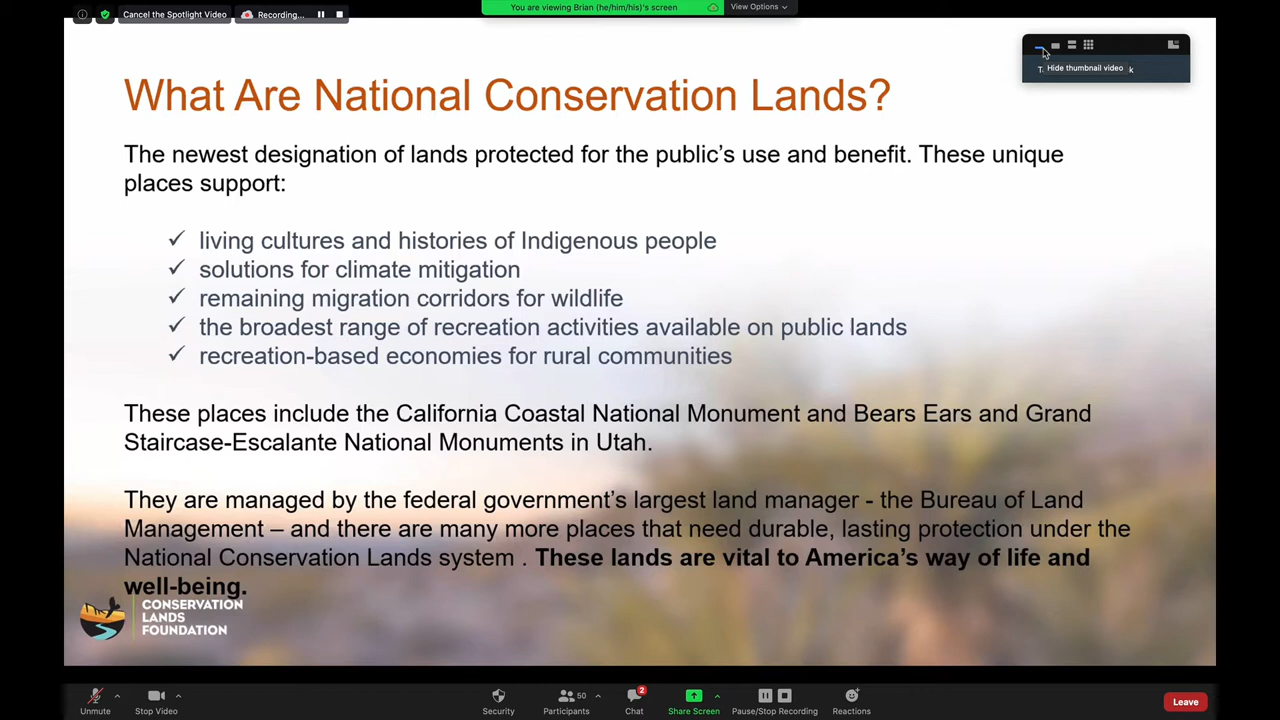 Cancel the Spotlight Video
Recording...
You are viewing Brian (he/him/his)'s screen
View Options
Hide thumbnail video
What Are National Conservation Lands?
The newest designation of lands protected for the public's use and benefit. These unique
places support:
✓ living cultures and histories of Indigenous people
✓ solutions for climate mitigation
✓ remaining migration corridors for wildlife
✓ the broadest range of recreation activities available on public lands
✓ recreation-based economies for rural communities
These places include the California Coastal National Monument and Bears Ears and Grand
Staircase-Escalante National Monuments in Utah.
They are managed by the federal government's largest land manager - the Bureau of Land
Management – and there are many more places that need durable, lasting protection under the
National Conservation Lands system . These lands are vital to America's way of life and
well-being.
CONSERVATION
LANDS
FOUNDATION
Unmute
Stop Video
Security
50
Participants
2
Chat
Share Screen
Pause/Stop Recording
Reactions
Leave